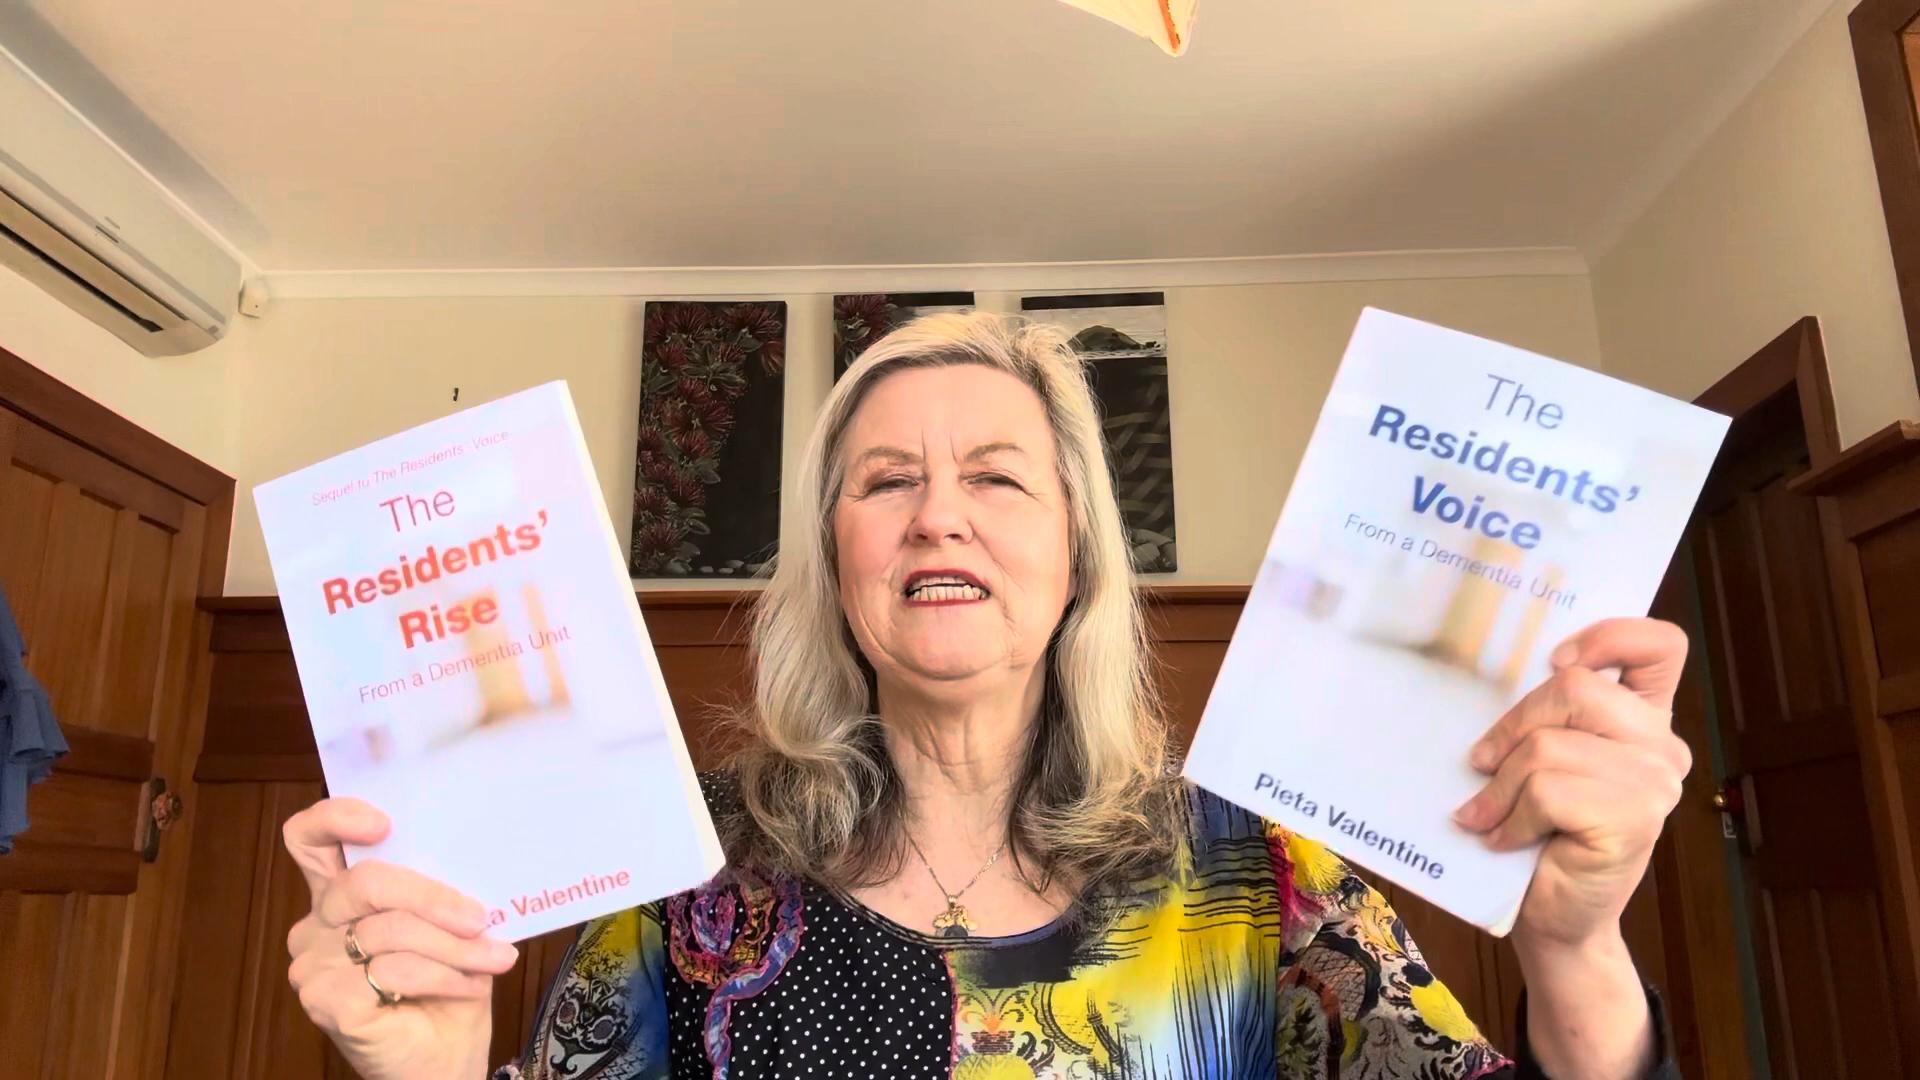 Sequel to The Residents' Voice
The
Residents'
Rise
From a Dementia Unit
Valentine
The
Residents'
Voice
From a Dementia Unit
Pieta Valentine